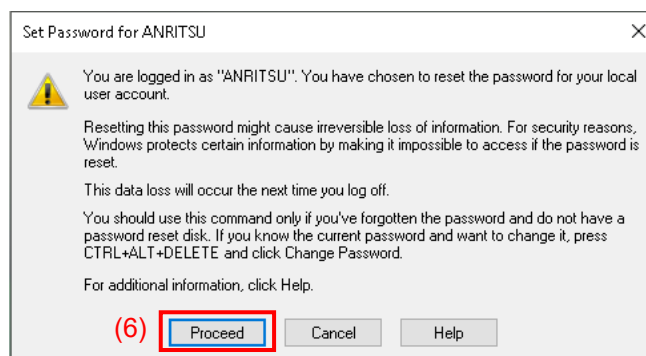 Set Password for ANRITSU
You are logged in as "ANRITSU". You have chosen to reset the password for your local
user account.
Resetting this password might cause irreversible loss of information. For security reasons,
Windows protects certain information by making it impossible to access if the password is
reset.
This data loss will occur the next time you log off.
You should use this command only if you've forgotten the password and do not have a
password reset disk. If you know the current password and want to change it, press
CTRL+ALT+DELETE and click Change Password.
For additional information, click Help.
(6) Proceed Cancel Help